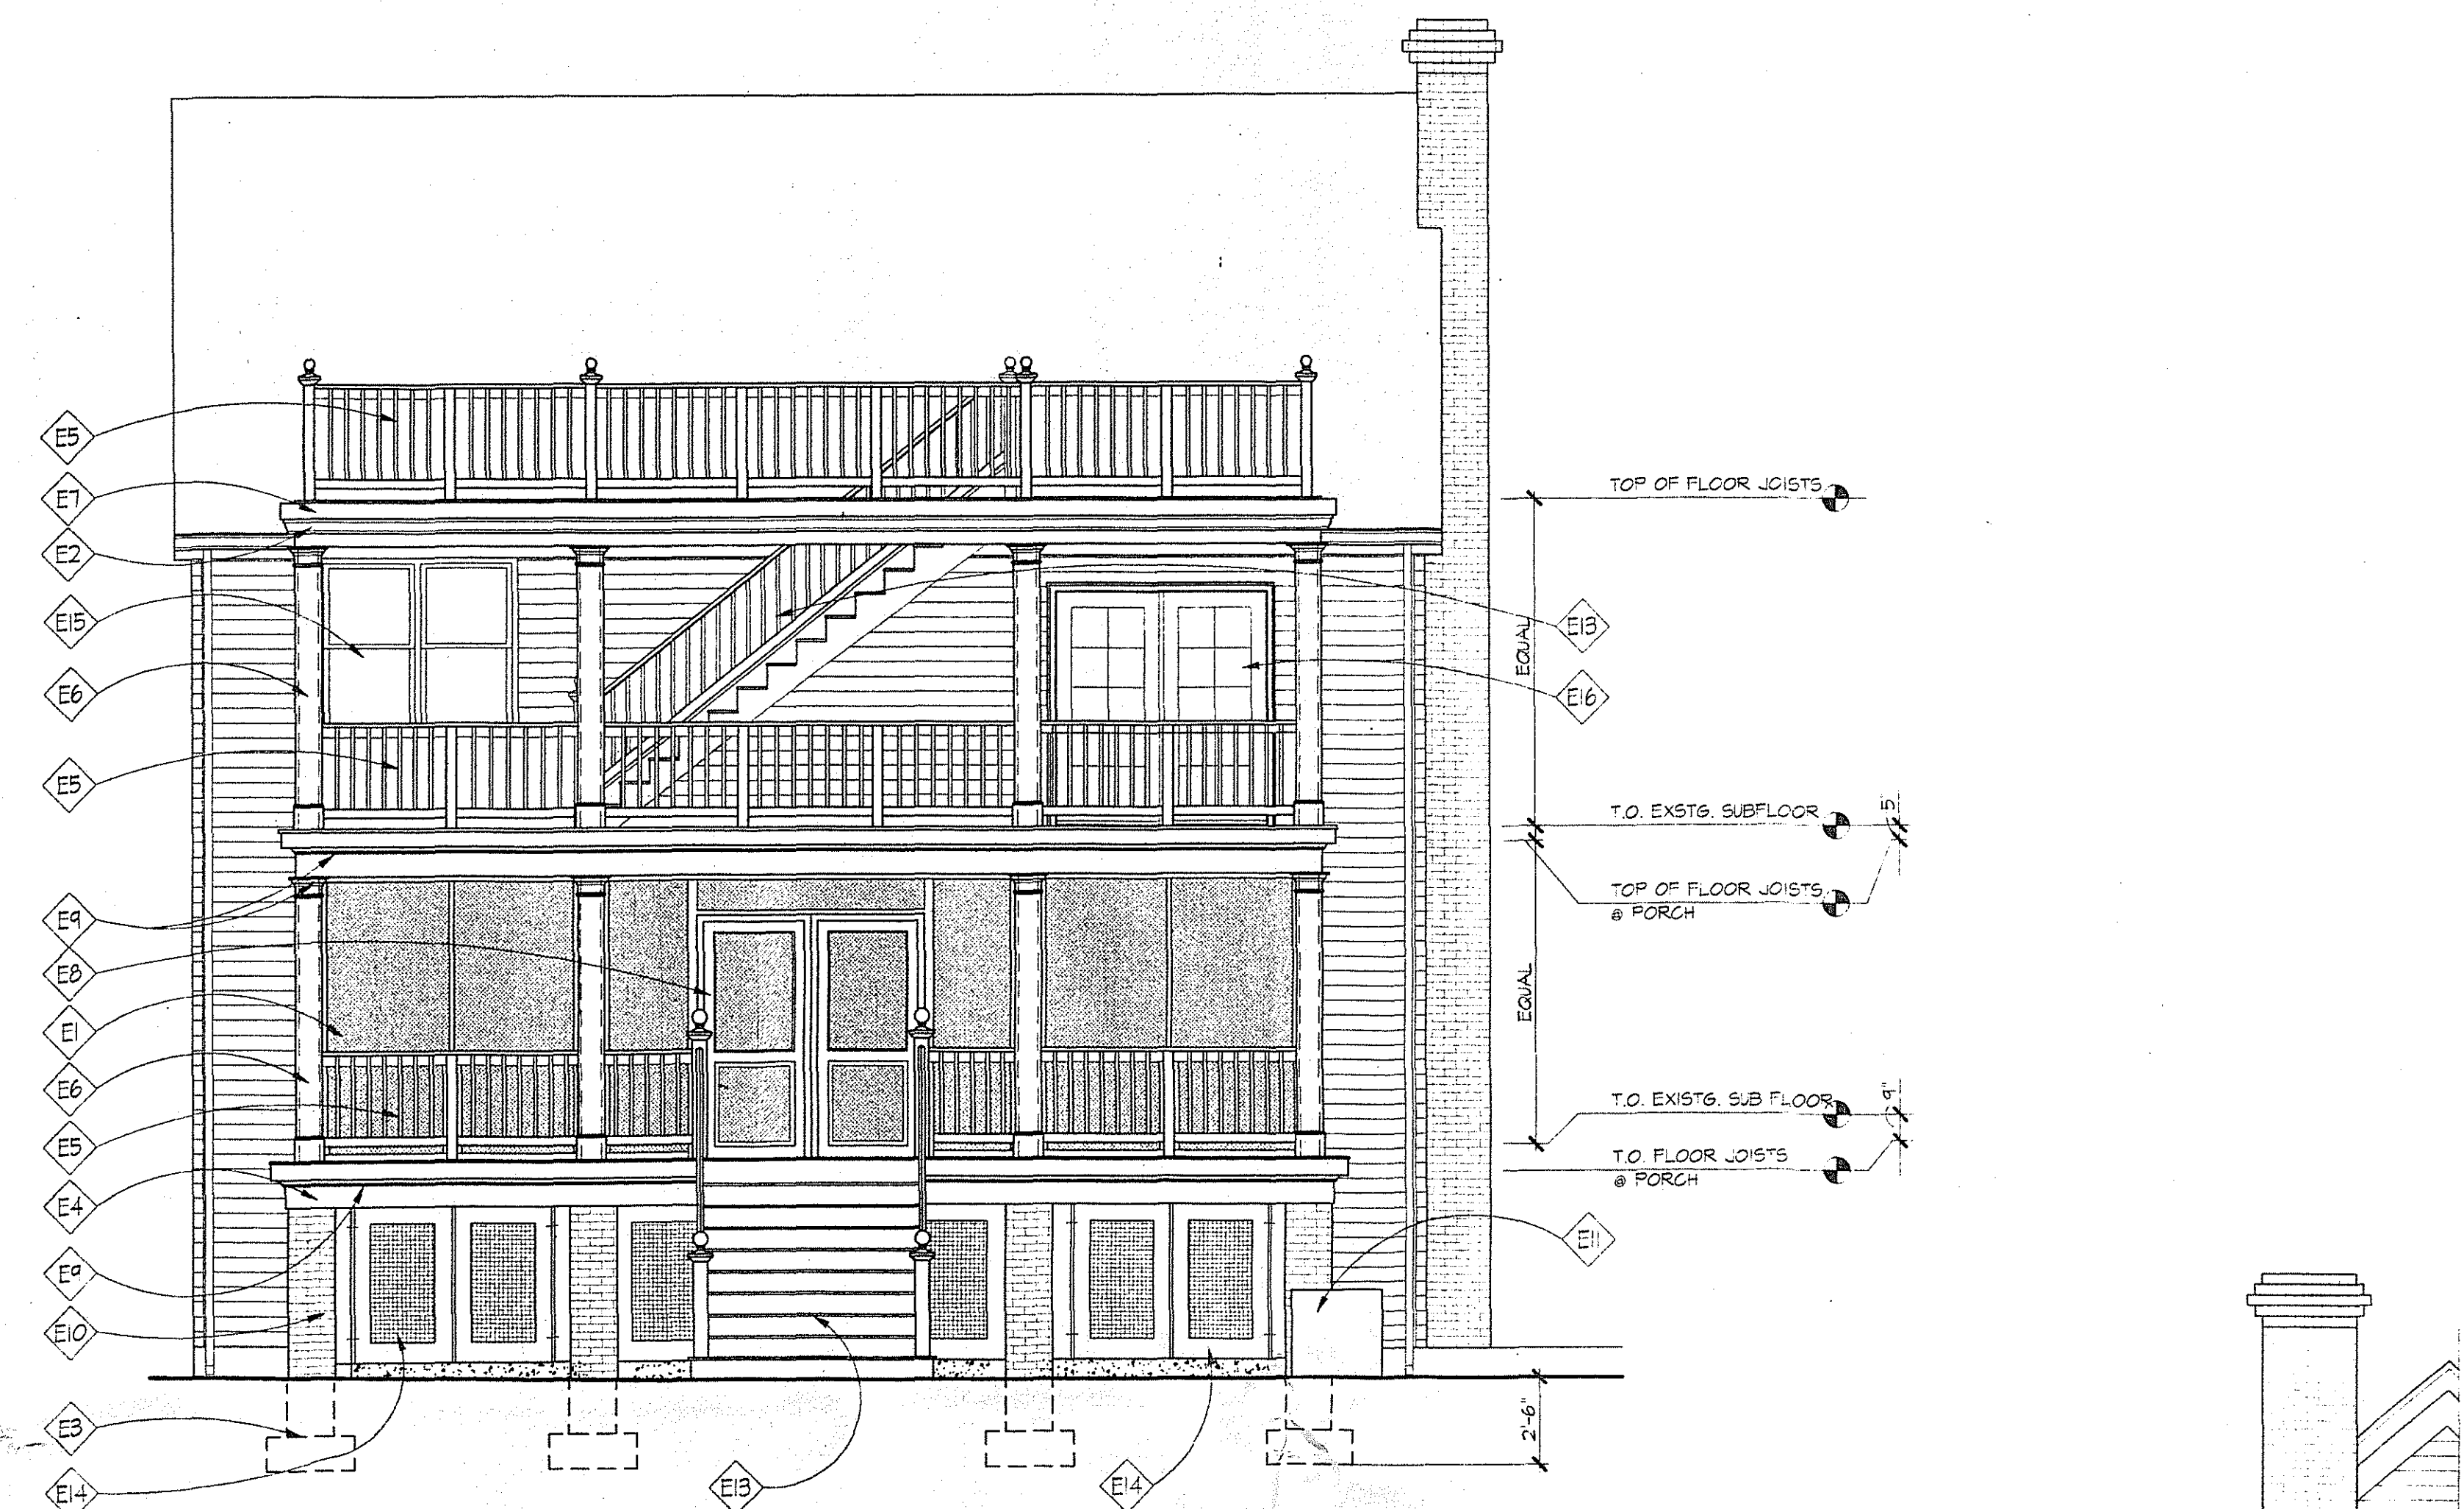 E5
E7
E2
E15
E6
E5
E9
E8
E1
E6
E5
E4
E9
E10
E3
E14
E13
E14
E11
E13
E16
TOP OF FLOOR JOISTS
EQUAL
T.O. EXSTG. SUBFLOOR
5
TOP OF FLOOR JOISTS
@ PORCH
EQUAL
T.O. EXISTG. SUB FLOOR
9"
T.O. FLOOR JOISTS
@ PORCH
2'-6"